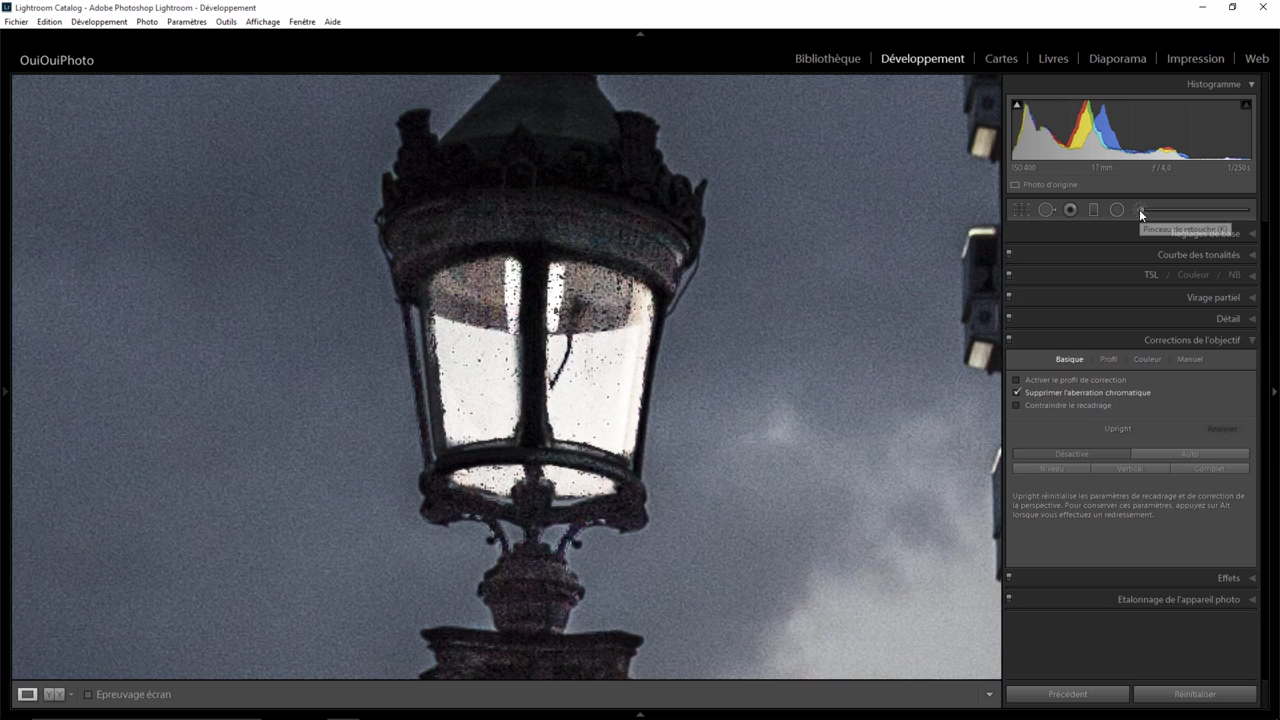 Lightroom Catalog - Adobe Photoshop Lightroom - Développement
Fichier Edition Développement Photo Paramètres Outils Affichage Fenêtre Aide
OuiOuiPhoto
Bibliothèque Développement Cartes Livres Diaporama Impression Web
Histogramme
ISO 400 17 mm ƒ / 4,0 1/250 s
Photo d'origine
Pinceau de retouche (K)
Réglages de base
Courbe des tonalités
TSL / Couleur / NB
Virage partiel
Détail
Corrections de l'objectif
Basique Profil Couleur Manuel
Activer le profil de correction
Supprimer l'aberration chromatique
Contraindre le recadrage
Upright Analyser
Désactivé Auto
Niveau Vertical Complet
Upright réinitialise les paramètres de recadrage et de correction de
la perspective. Pour conserver ces paramètres, appuyez sur Alt
lorsque vous effectuez un redressement.
Effets
Etalonnage de l'appareil photo
Y Y Epreuvage écran
Précédent Réinitialiser